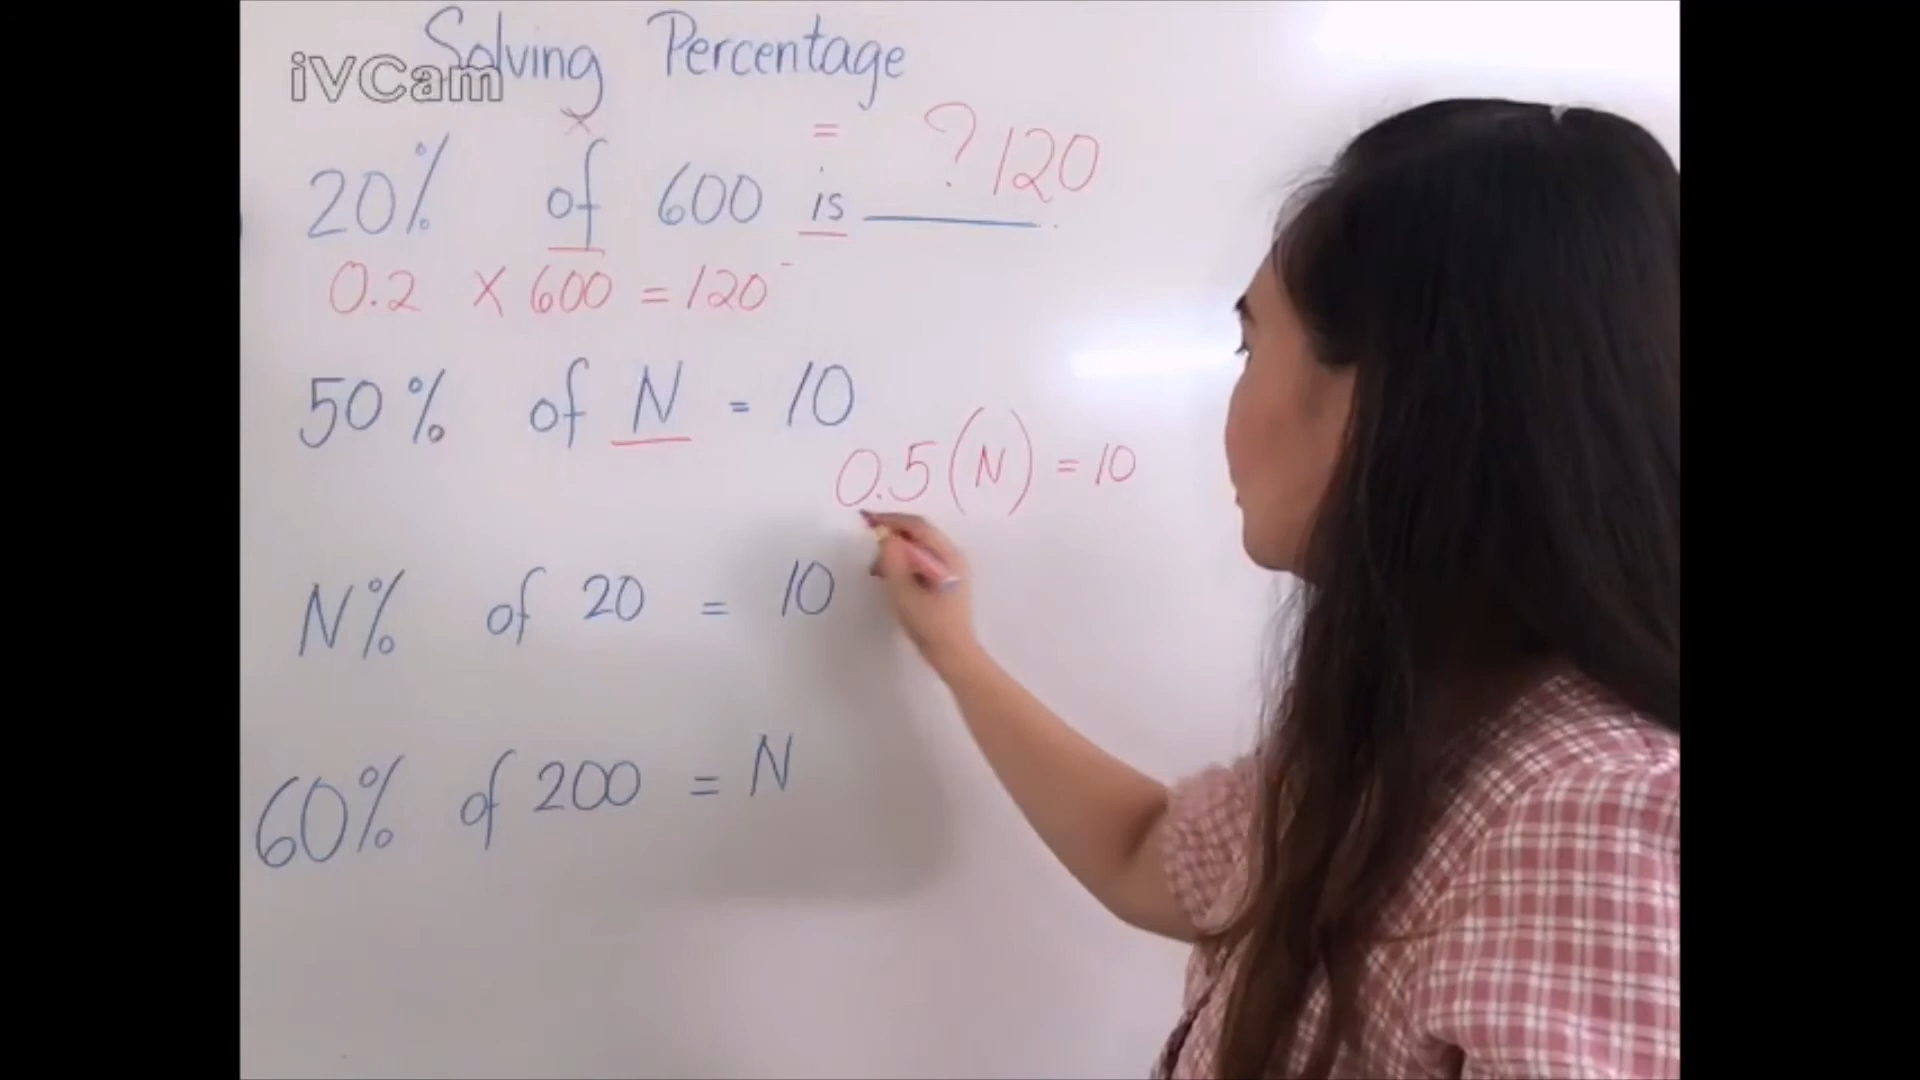 Solving Percentage
iVCam
x = ? 120
20% of 600 is ______.
0.2 x 600 = 120
50% of N = 10
0.5 (N) = 10
N% of 20 = 10
60% of 200 = N